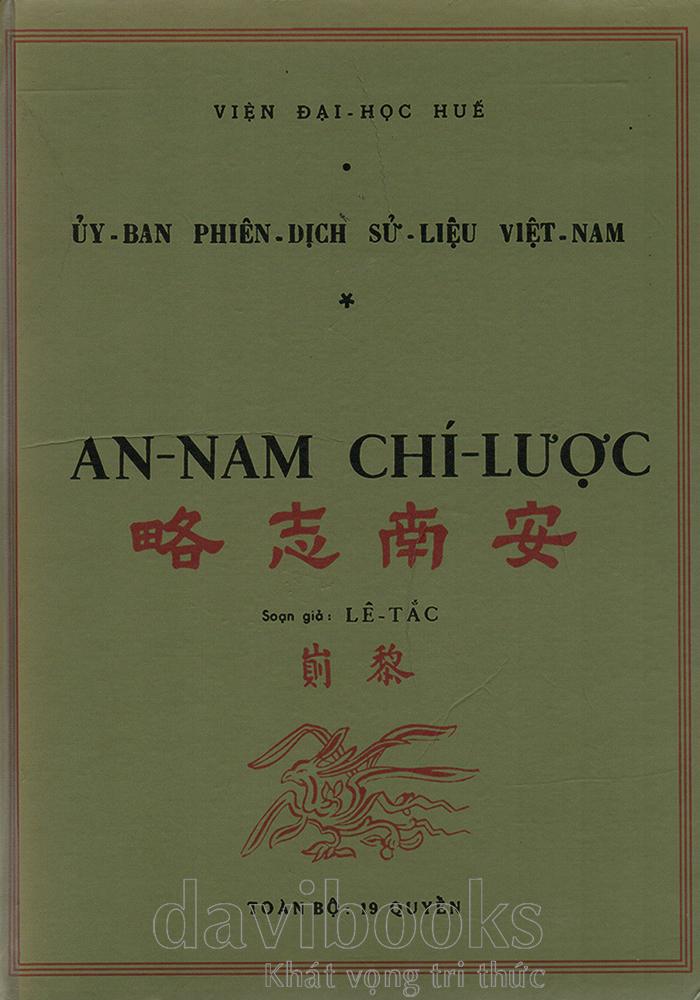 VIỆN ĐẠI-HỌC HUẾ
ỦY-BAN PHIÊN-DỊCH SỬ-LIỆU VIỆT-NAM
*
AN-NAM CHÍ-LƯỢC
略志南安
Soạn giả: LÊ-TẮC
崱黎
TOÀN BỘ: 19 QUYỀN
davibooks
Khát vọng tri thức